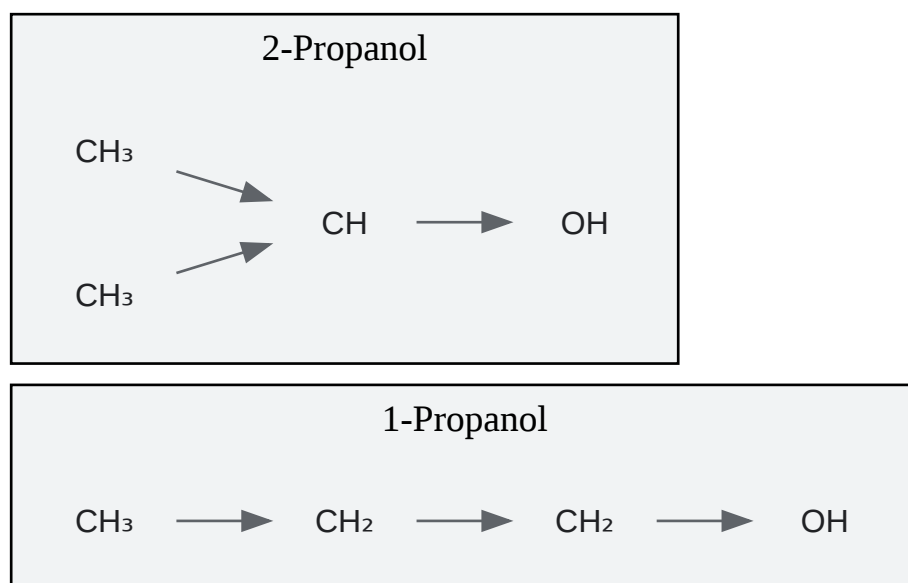 2-Propanol
CH₃
CH
OH
CH₃
1-Propanol
CH₃ CH₂ CH₂ OH